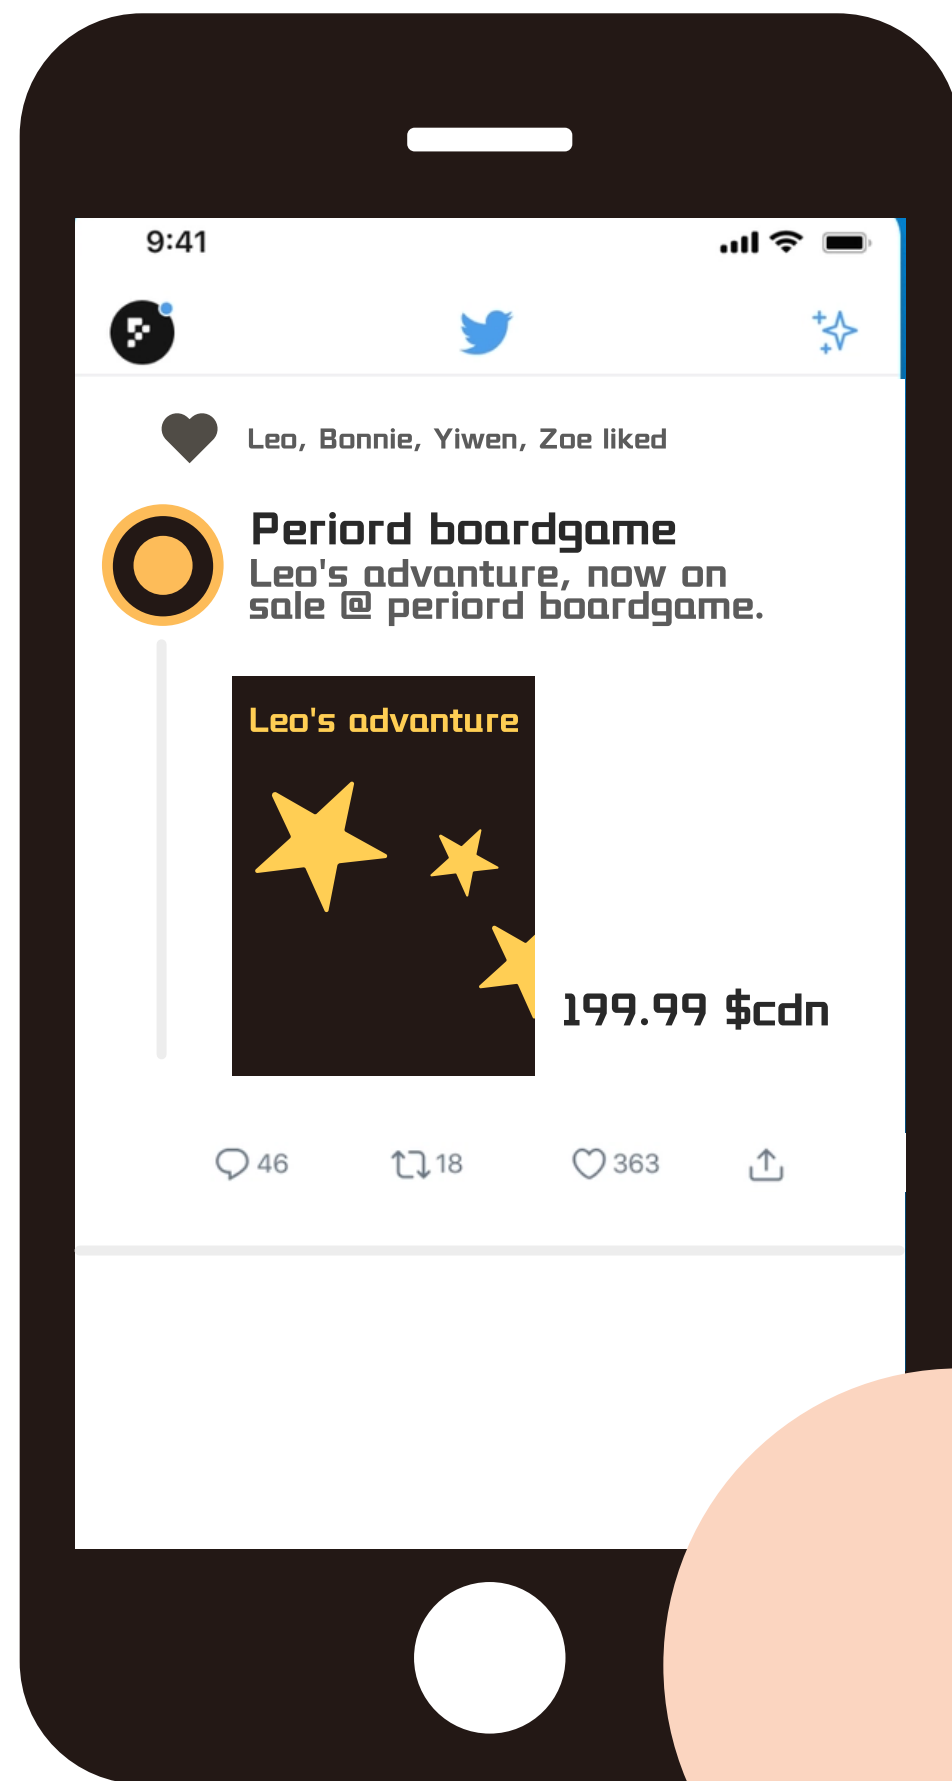 9:41
Leo, Bonnie, Yiwen, Zoe liked
Periord boardgame
Leo's advanture, now on
sale @ periord boardgame.
Leo's advanture
199.99 $cdn
46 18 363